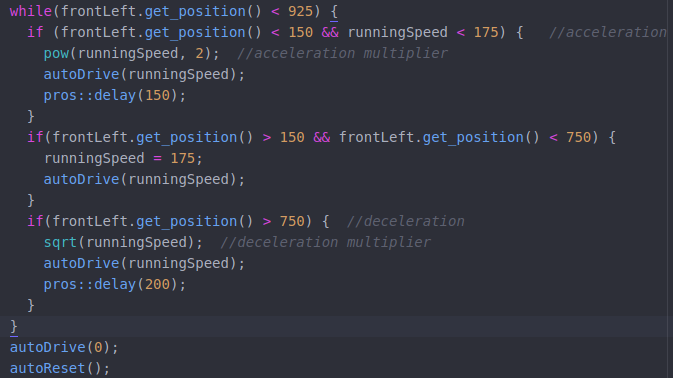 while(frontLeft.get_position() < 925) {
  if (frontLeft.get_position() < 150 && runningSpeed < 175) {   //acceleration
    pow(runningSpeed, 2);  //acceleration multiplier
    autoDrive(runningSpeed);
    pros::delay(150);
  }
  if(frontLeft.get_position() > 150 && frontLeft.get_position() < 750) {
    runningSpeed = 175;
    autoDrive(runningSpeed);
  }
  if(frontLeft.get_position() > 750) {  //deceleration
    sqrt(runningSpeed);  //deceleration multiplier
    autoDrive(runningSpeed);
    pros::delay(200);
  }
}
autoDrive(0);
autoReset();